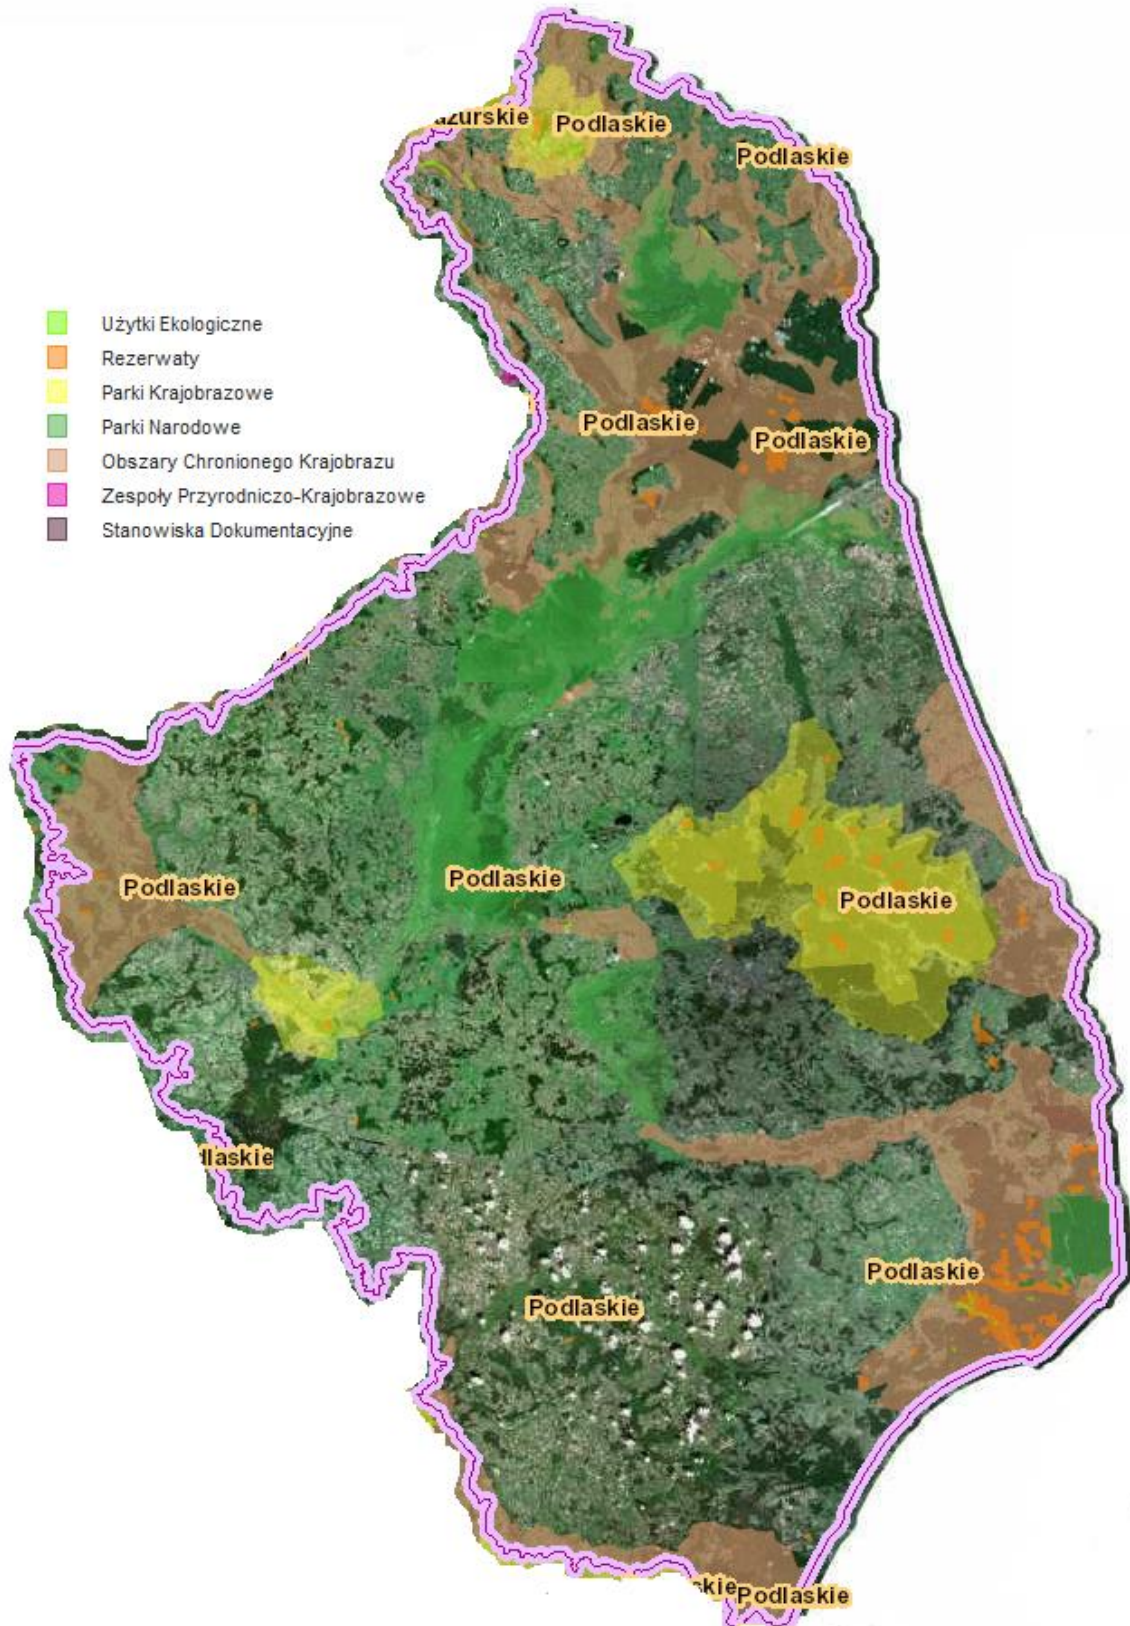 azurskie
Podlaskie
Podlaskie
Użytki Ekologiczne
Rezerwaty
Parki Krajobrazowe
Parki Narodowe
Obszary Chronionego Krajobrazu
Zespoły Przyrodniczo-Krajobrazowe
Stanowiska Dokumentacyjne
Podlaskie
Podlaskie
Podlaskie
Podlaskie
Podlaskie
dlaskie
Podlaskie
Podlaskie
skie
Podlaskie